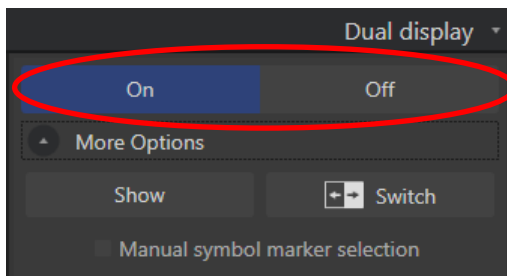 Dual display
On Off
More Options
Show Switch
Manual symbol marker selection